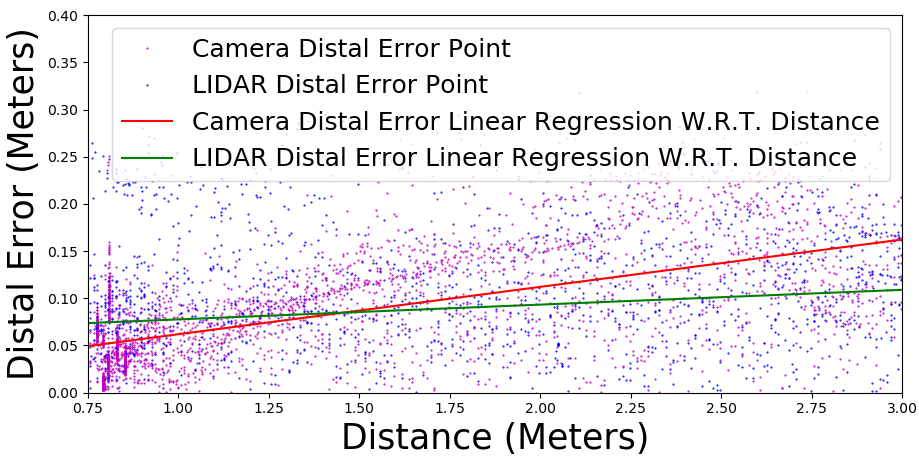 0.40
0.35
0.30
0.25
0.20
0.15
0.10
0.05
0.00
Distal Error (Meters)
Camera Distal Error Point
LIDAR Distal Error Point
Camera Distal Error Linear Regression W.R.T. Distance
LIDAR Distal Error Linear Regression W.R.T. Distance
0.75 1.00 1.25 1.50 1.75 2.00 2.25 2.50 2.75 3.00
Distance (Meters)